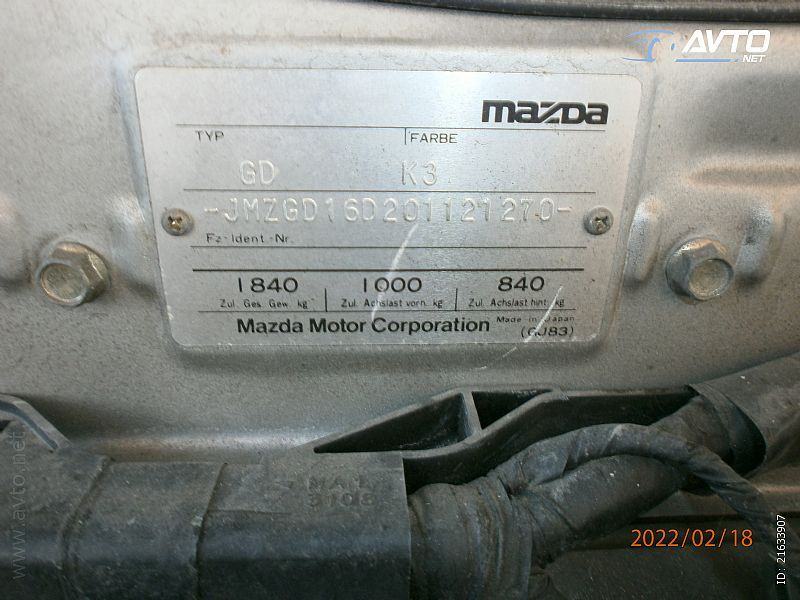 AVTO
.NET
mazda
TYP FARBE
GD K3
-JMZGD16D201121270-
Fz-Ident.-Nr.
1840 1000 840
Zul. Ges. Gew. kg Zul. Achslast vorn. kg Zul. Achslast hint. kg
Mazda Motor Corporation Made in Japan
(GJ83)
3108
www.avto.net
2022/02/18
ID: 21633907